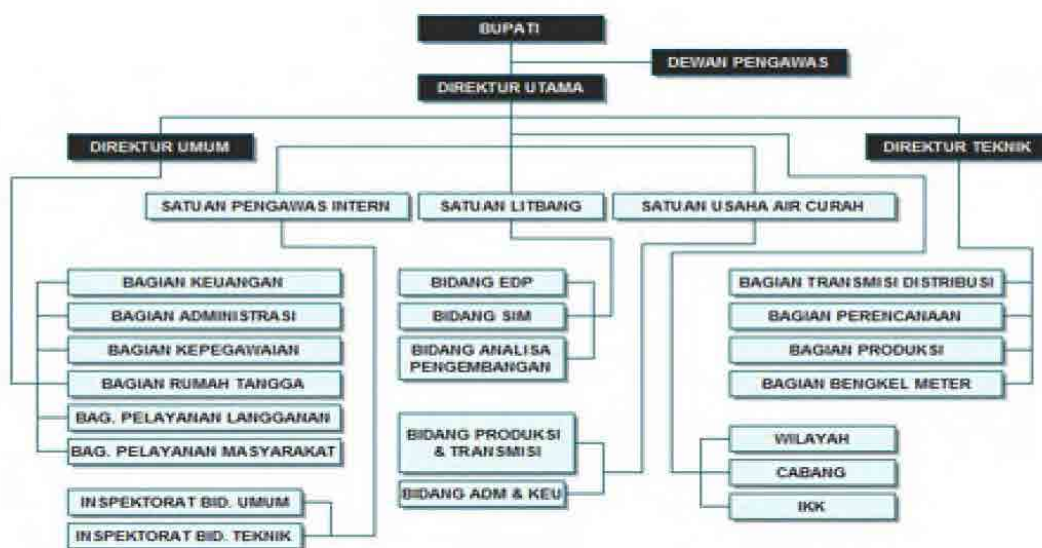 BUPATI
DEWAN PENGAWAS
DIREKTUR UTAMA
DIREKTUR UMUM
DIREKTUR TEKNIK
SATUAN PENGAWAS INTERN
SATUAN LITBANG
SATUAN USAHA AIR CURAH
BAGIAN KEUANGAN
BAGIAN ADMINISTRASI
BAGIAN KEPEGAWAIAN
BAGIAN RUMAH TANGGA
BAG. PELAYANAN LANGGANAN
BAG. PELAYANAN MASYARAKAT
INSPEKTORAT BID. UMUM
INSPEKTORAT BID. TEKNIK
BIDANG EDP
BIDANG SIM
BIDANG ANALISA
PENGEMBANGAN
BIDANG PRODUKSI
& TRANSMISI
BIDANG ADM & KEU
BAGIAN TRANSMISI DISTRIBUSI
BAGIAN PERENCANAAN
BAGIAN PRODUKSI
BAGIAN BENGKEL METER
WILAYAH
CABANG
IKK